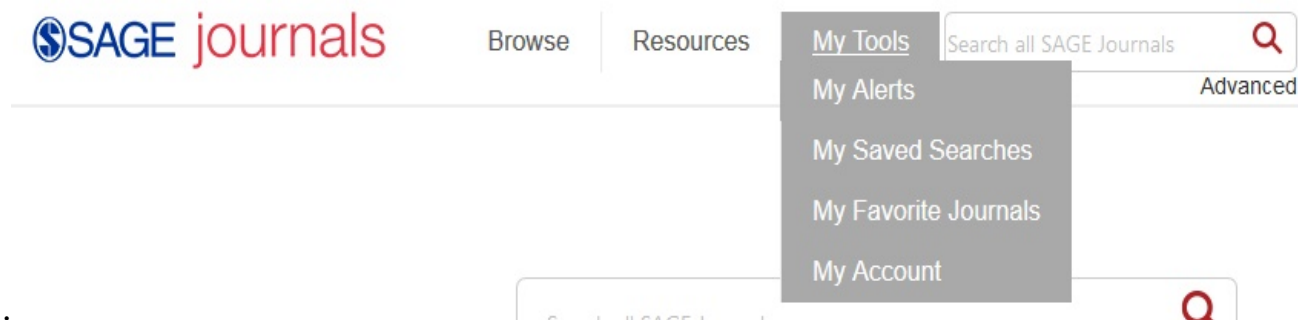 SAGE journals
Browse Resources My Tools Search all SAGE Journals
Advanced
My Alerts
My Saved Searches
My Favorite Journals
My Account